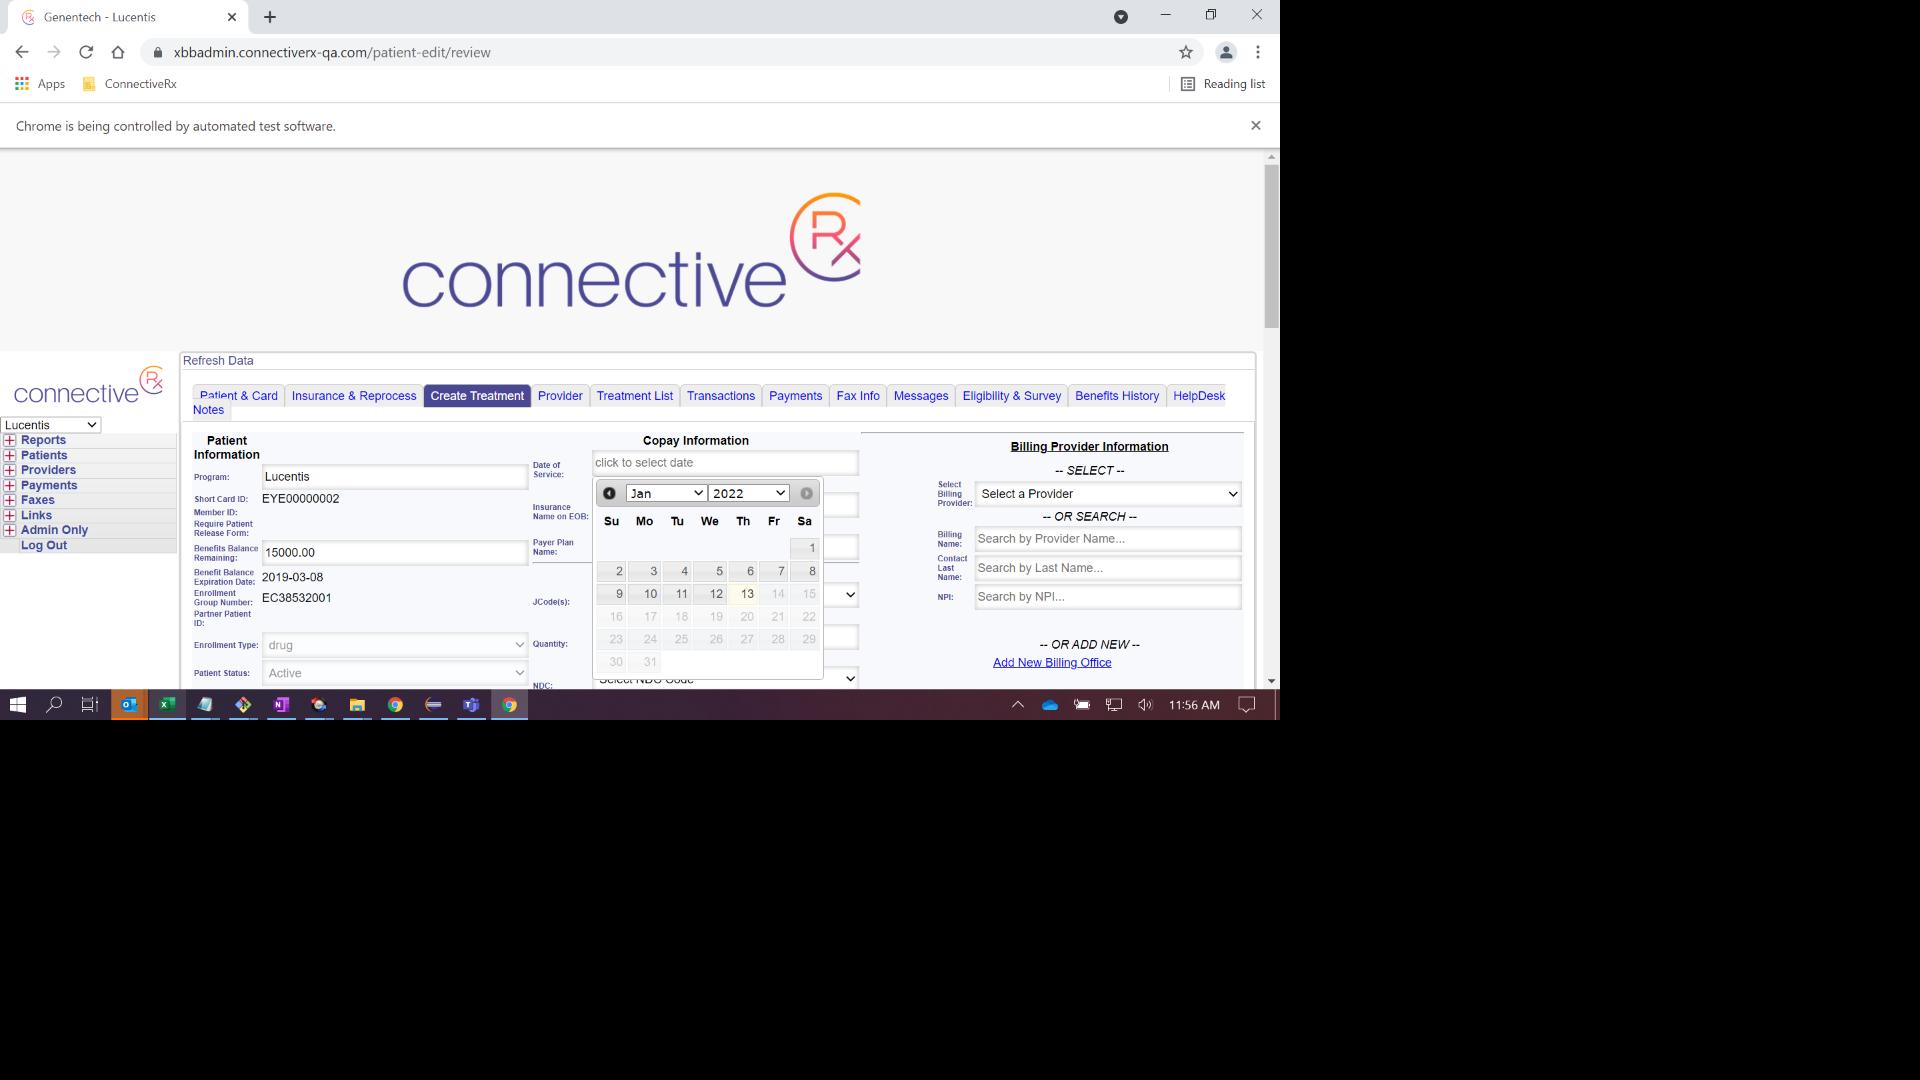 Genentech - Lucentis
xbbadmin.connectiverx-qa.com/patient-edit/review
Apps ConnectiveRx Reading list
Chrome is being controlled by automated test software.
connective Rx
connective Rx
Lucentis
Reports
Patients
Providers
Payments
Faxes
Links
Admin Only
Log Out
Refresh Data
Patient & Card Insurance & Reprocess Create Treatment Provider Treatment List Transactions Payments Fax Info Messages Eligibility & Survey Benefits History HelpDesk
Notes
Patient
Information
Program: Lucentis
Short Card ID: EYE00000002
Member ID:
Require Patient
Release Form:
Benefits Balance
Remaining: 15000.00
Benefit Balance
Expiration Date: 2019-03-08
Enrollment
Group Number: EC38532001
Partner Patient
ID:
Enrollment Type: drug
Patient Status: Active
Copay Information
Date of
Service: click to select date
Insurance
Name on EOB:
Payer Plan
Name:
JCode(s):
Quantity:
NDC: Select NDC Code
Jan 2022
Su Mo Tu We Th Fr Sa
1
2 3 4 5 6 7 8
9 10 11 12 13 14 15
16 17 18 19 20 21 22
23 24 25 26 27 28 29
30 31
Billing Provider Information
-- SELECT --
Select
Billing
Provider: Select a Provider
-- OR SEARCH --
Billing
Name: Search by Provider Name...
Contact
Last
Name: Search by Last Name...
NPI: Search by NPI...
-- OR ADD NEW --
Add New Billing Office
11:56 AM